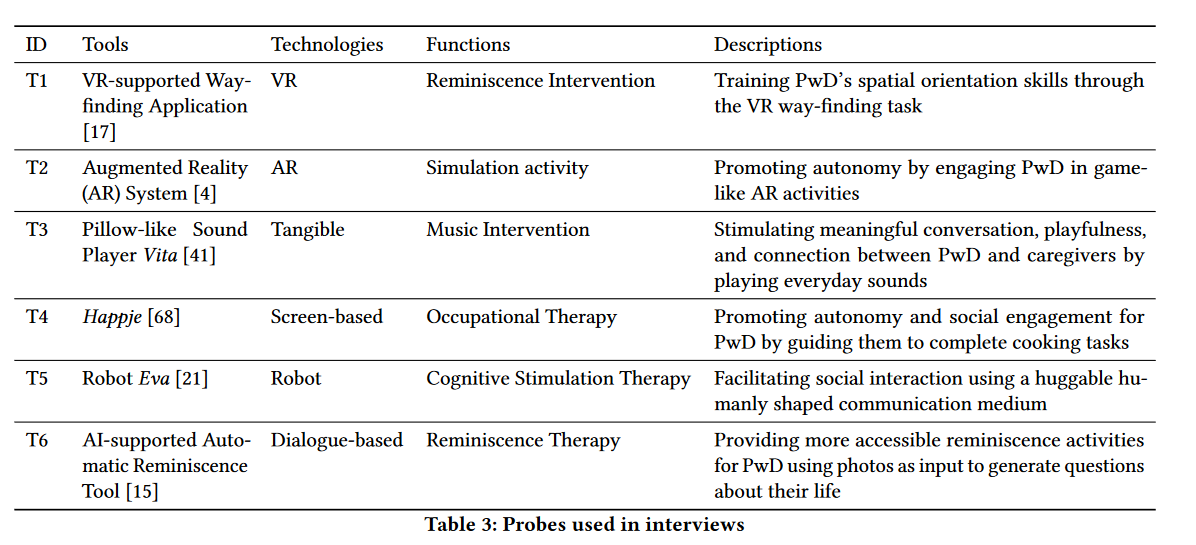 ID Tools Technologies Functions Descriptions
T1 VR-supported Way- VR Reminiscence Intervention Training PwD's spatial orientation skills through
finding Application the VR way-finding task
[17]
T2 Augmented Reality AR Simulation activity Promoting autonomy by engaging PwD in game-
(AR) System [4] like AR activities
T3 Pillow-like Sound Tangible Music Intervention Stimulating meaningful conversation, playfulness,
Player Vita [41] and connection between PwD and caregivers by
playing everyday sounds
T4 Happje [68] Screen-based Occupational Therapy Promoting autonomy and social engagement for
PwD by guiding them to complete cooking tasks
T5 Robot Eva [21] Robot Cognitive Stimulation Therapy Facilitating social interaction using a huggable hu-
manly shaped communication medium
T6 AI-supported Auto- Dialogue-based Reminiscence Therapy Providing more accessible reminiscence activities
matic Reminiscence for PwD using photos as input to generate questions
Tool [15] about their life
Table 3: Probes used in interviews